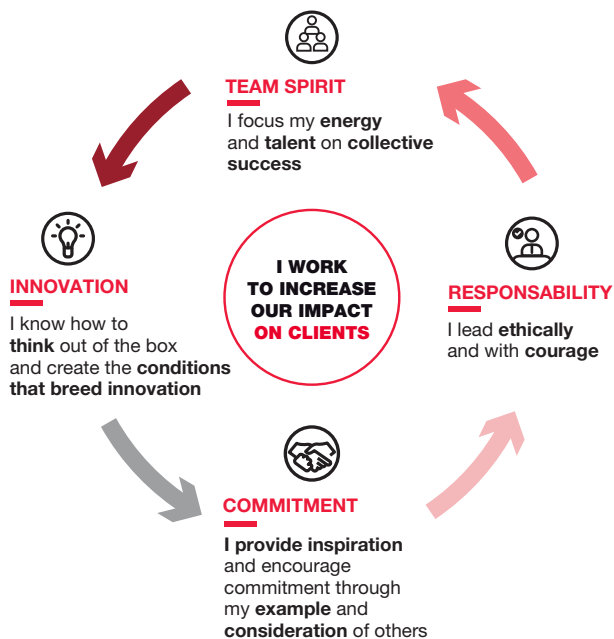 TEAM SPIRIT
I focus my energy
and talent on collective
success
INNOVATION
I know how to
think out of the box
and create the conditions
that breed innovation
I WORK
TO INCREASE
OUR IMPACT
ON CLIENTS
RESPONSABILITY
I lead ethically
and with courage
COMMITMENT
I provide inspiration
and encourage
commitment through
my example and
consideration of others